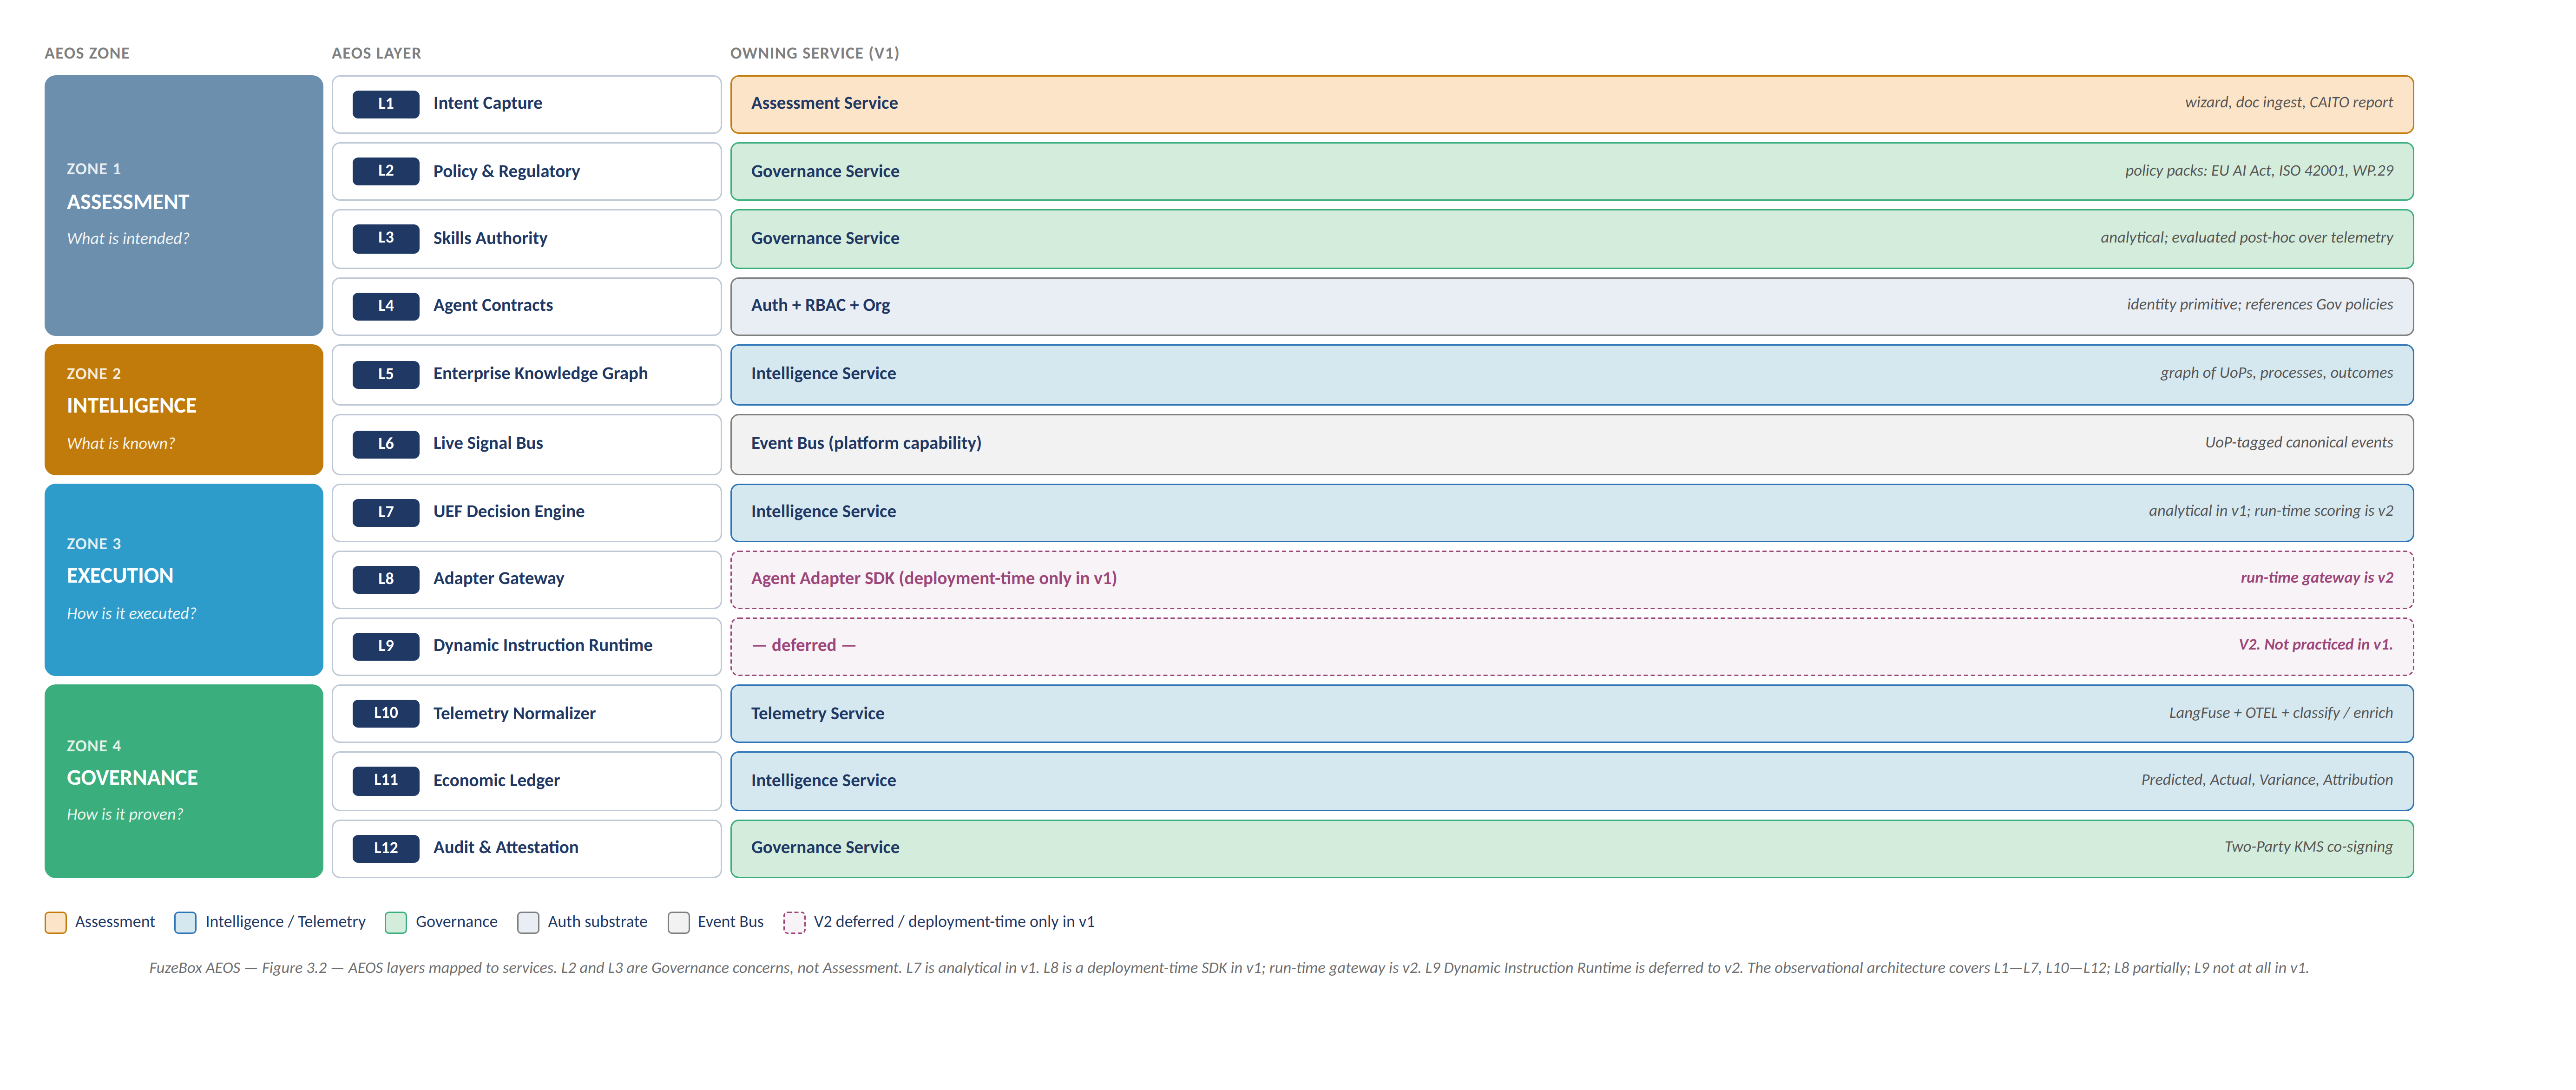 AEOS ZONE
AEOS LAYER
OWNING SERVICE (V1)
ZONE 1
ASSESSMENT
What is intended?
L1
Intent Capture
Assessment Service
wizard, doc ingest, CAITO report
L2
Policy & Regulatory
Governance Service
policy packs: EU AI Act, ISO 42001, WP.29
L3
Skills Authority
Governance Service
analytical; evaluated post-hoc over telemetry
L4
Agent Contracts
Auth + RBAC + Org
identity primitive; references Gov policies
ZONE 2
INTELLIGENCE
What is known?
L5
Enterprise Knowledge Graph
Intelligence Service
graph of UoPs, processes, outcomes
L6
Live Signal Bus
Event Bus (platform capability)
UoP-tagged canonical events
ZONE 3
EXECUTION
How is it executed?
L7
UEF Decision Engine
Intelligence Service
analytical in v1; run-time scoring is v2
L8
Adapter Gateway
Agent Adapter SDK (deployment-time only in v1)
run-time gateway is v2
L9
Dynamic Instruction Runtime
— deferred —
V2. Not practiced in v1.
ZONE 4
GOVERNANCE
How is it proven?
L10
Telemetry Normalizer
Telemetry Service
LangFuse + OTEL + classify / enrich
L11
Economic Ledger
Intelligence Service
Predicted, Actual, Variance, Attribution
L12
Audit & Attestation
Governance Service
Two-Party KMS co-signing
Assessment
Intelligence / Telemetry
Governance
Auth substrate
Event Bus
V2 deferred / deployment-time only in v1
FuzeBox AEOS — Figure 3.2 — AEOS layers mapped to services. L2 and L3 are Governance concerns, not Assessment. L7 is analytical in v1. L8 is a deployment-time SDK in v1; run-time gateway is v2. L9 Dynamic Instruction Runtime is deferred to v2. The observational architecture covers L1—L7, L10—L12; L8 partially; L9 not at all in v1.